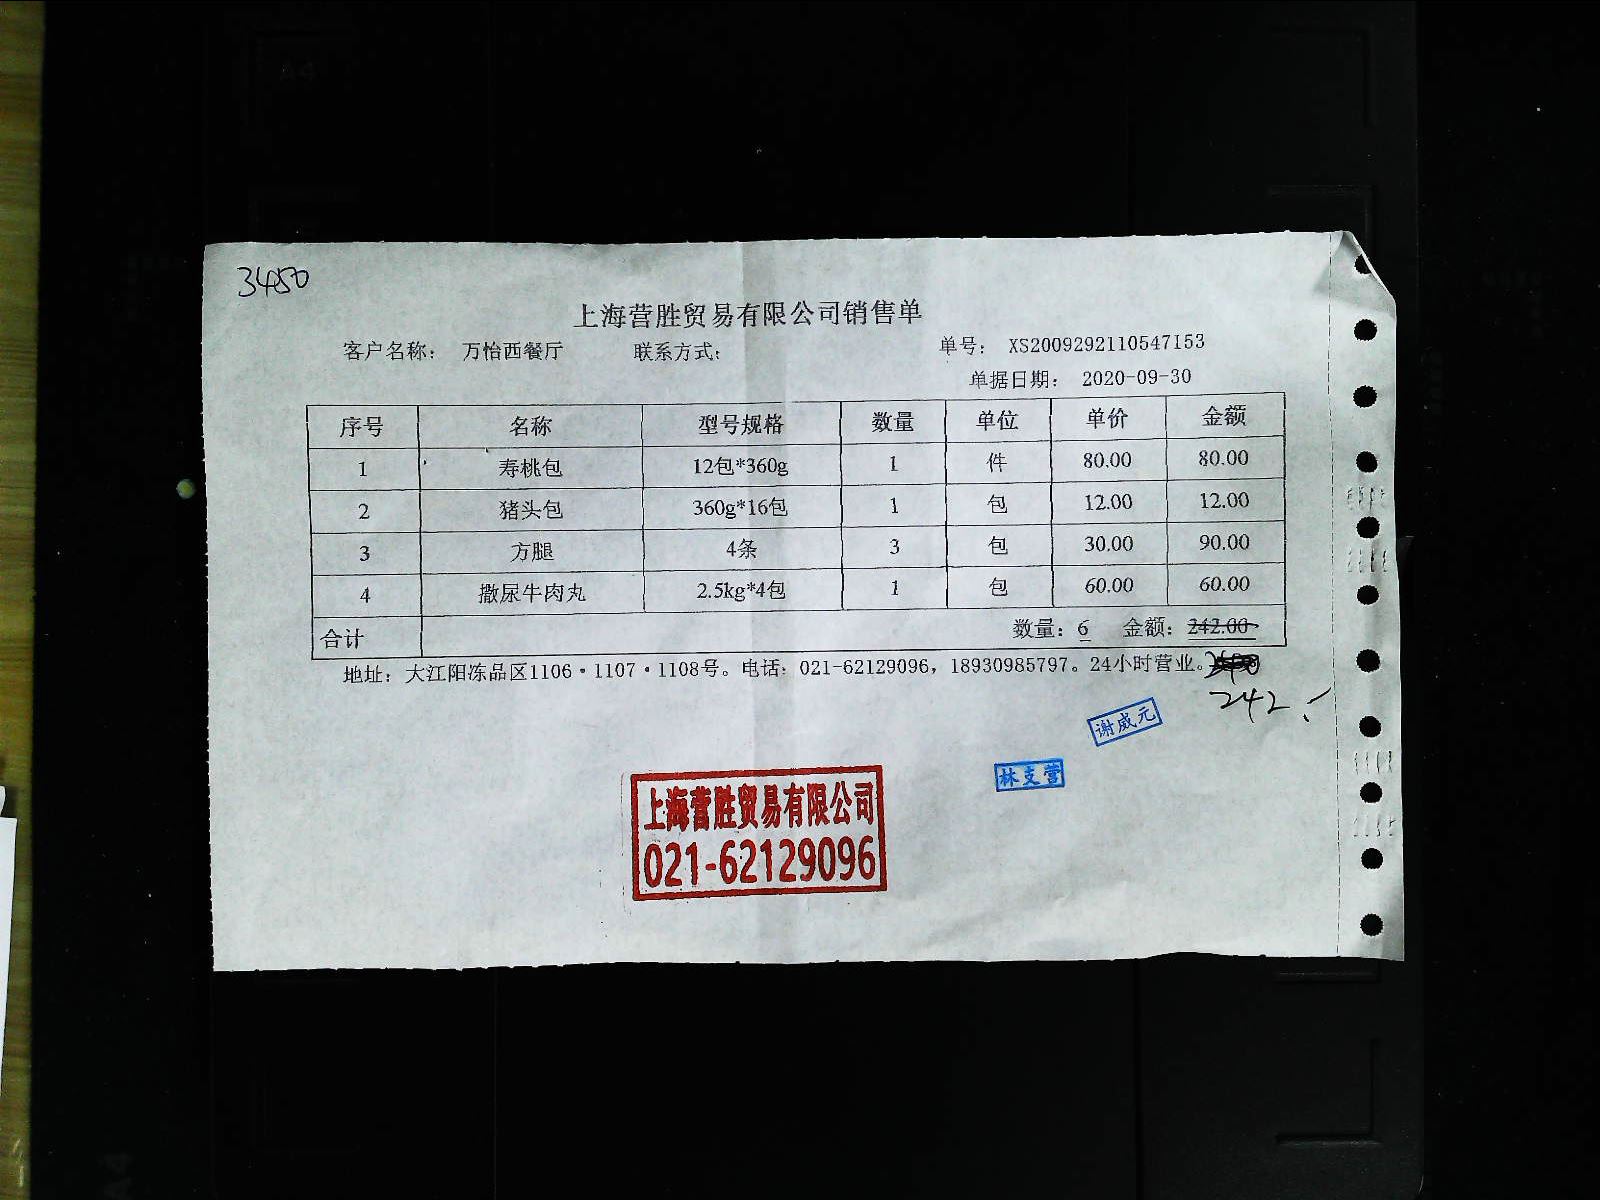 34150
上海营胜贸易有限公司销售单
客户名称： 万怡西餐厅 联系方式： 单号： XS2009292110547153
单据日期： 2020-09-30
序号 名称 型号规格 数量 单位 单价 金额
1 寿桃包 12包*360g 1 件 80.00 80.00
2 猪头包 360g*16包 1 包 12.00 12.00
3 方腿 4条 3 包 30.00 90.00
4 撒尿牛肉丸 2.5kg*4包 1 包 60.00 60.00
合计 数量：6 金额：242.00
地址：大江阳冻品区1106·1107·1108号。电话：021-62129096，18930985797。24小时营业。
242.
谢威元
林支营
上海营胜贸易有限公司
021-62129096